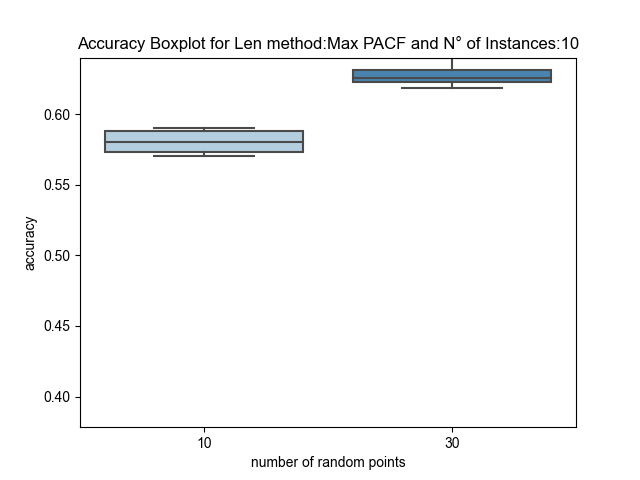 Accuracy Boxplot for Len method:Max PACF and N° of Instances:10
0.60
0.55
0.50
0.45
0.40
accuracy
10 30
number of random points